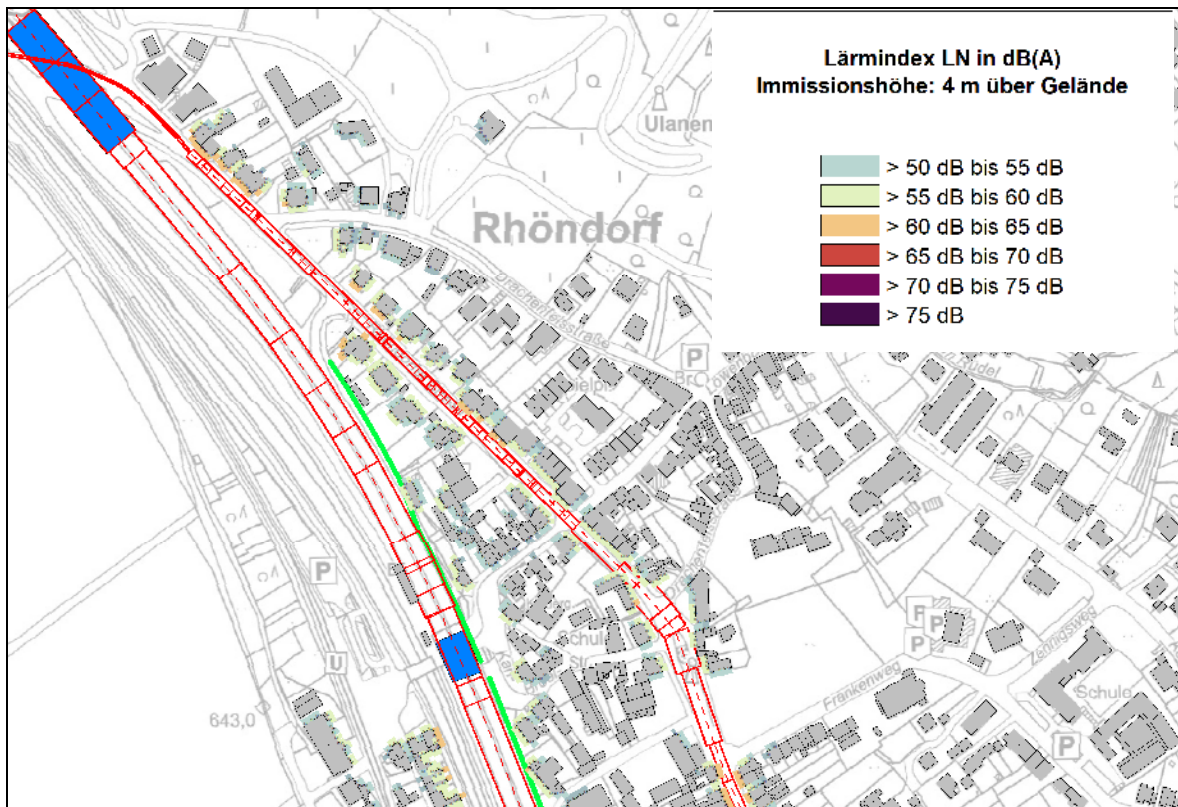 Lärmindex LN in dB(A)
Immissionshöhe: 4 m über Gelände
> 50 dB bis 55 dB
> 55 dB bis 60 dB
> 60 dB bis 65 dB
> 65 dB bis 70 dB
> 70 dB bis 75 dB
> 75 dB
Ulanen
Rhöndorf
Drachenfelsstraße
P
P
U
Schule
643,0
Frankenweg
Zennigsweg
P
P
Schule
P